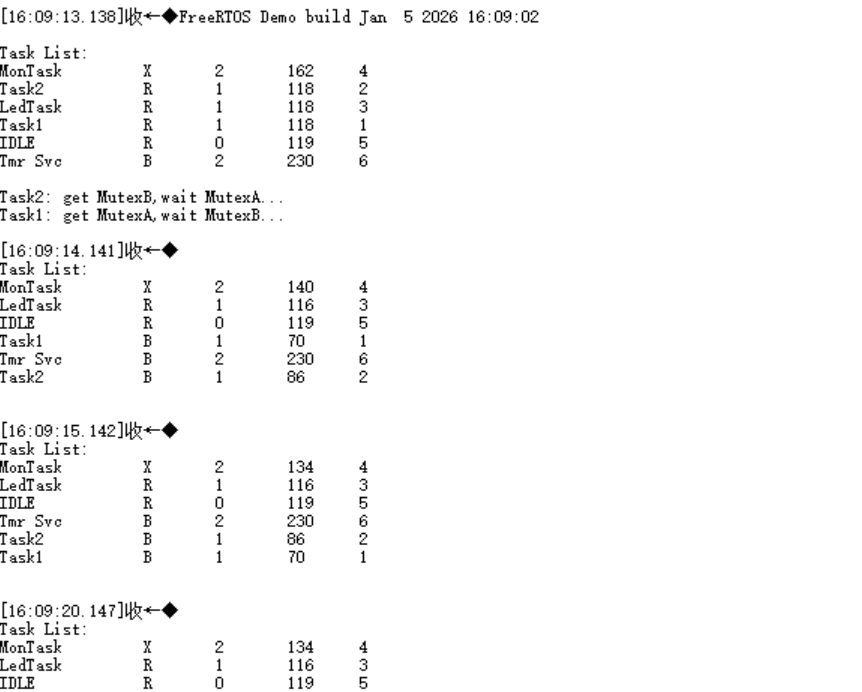 [16:09:13.138]收←◆FreeRTOS Demo build Jan  5 2026 16:09:02
Task List:
MonTask X 2 162 4
Task2 R 1 118 2
LedTask R 1 118 3
Task1 R 1 118 1
IDLE R 0 119 5
Tmr Svc B 2 230 6
Task2: get MutexB,wait MutexA...
Task1: get MutexA,wait MutexB...
[16:09:14.141]收←◆
Task List:
MonTask X 2 140 4
LedTask R 1 116 3
IDLE R 0 119 5
Task1 B 1 70 1
Tmr Svc B 2 230 6
Task2 B 1 86 2
[16:09:15.142]收←◆
Task List:
MonTask X 2 134 4
LedTask R 1 116 3
IDLE R 0 119 5
Tmr Svc B 2 230 6
Task2 B 1 86 2
Task1 B 1 70 1
[16:09:20.147]收←◆
Task List:
MonTask X 2 134 4
LedTask R 1 116 3
IDLE R 0 119 5